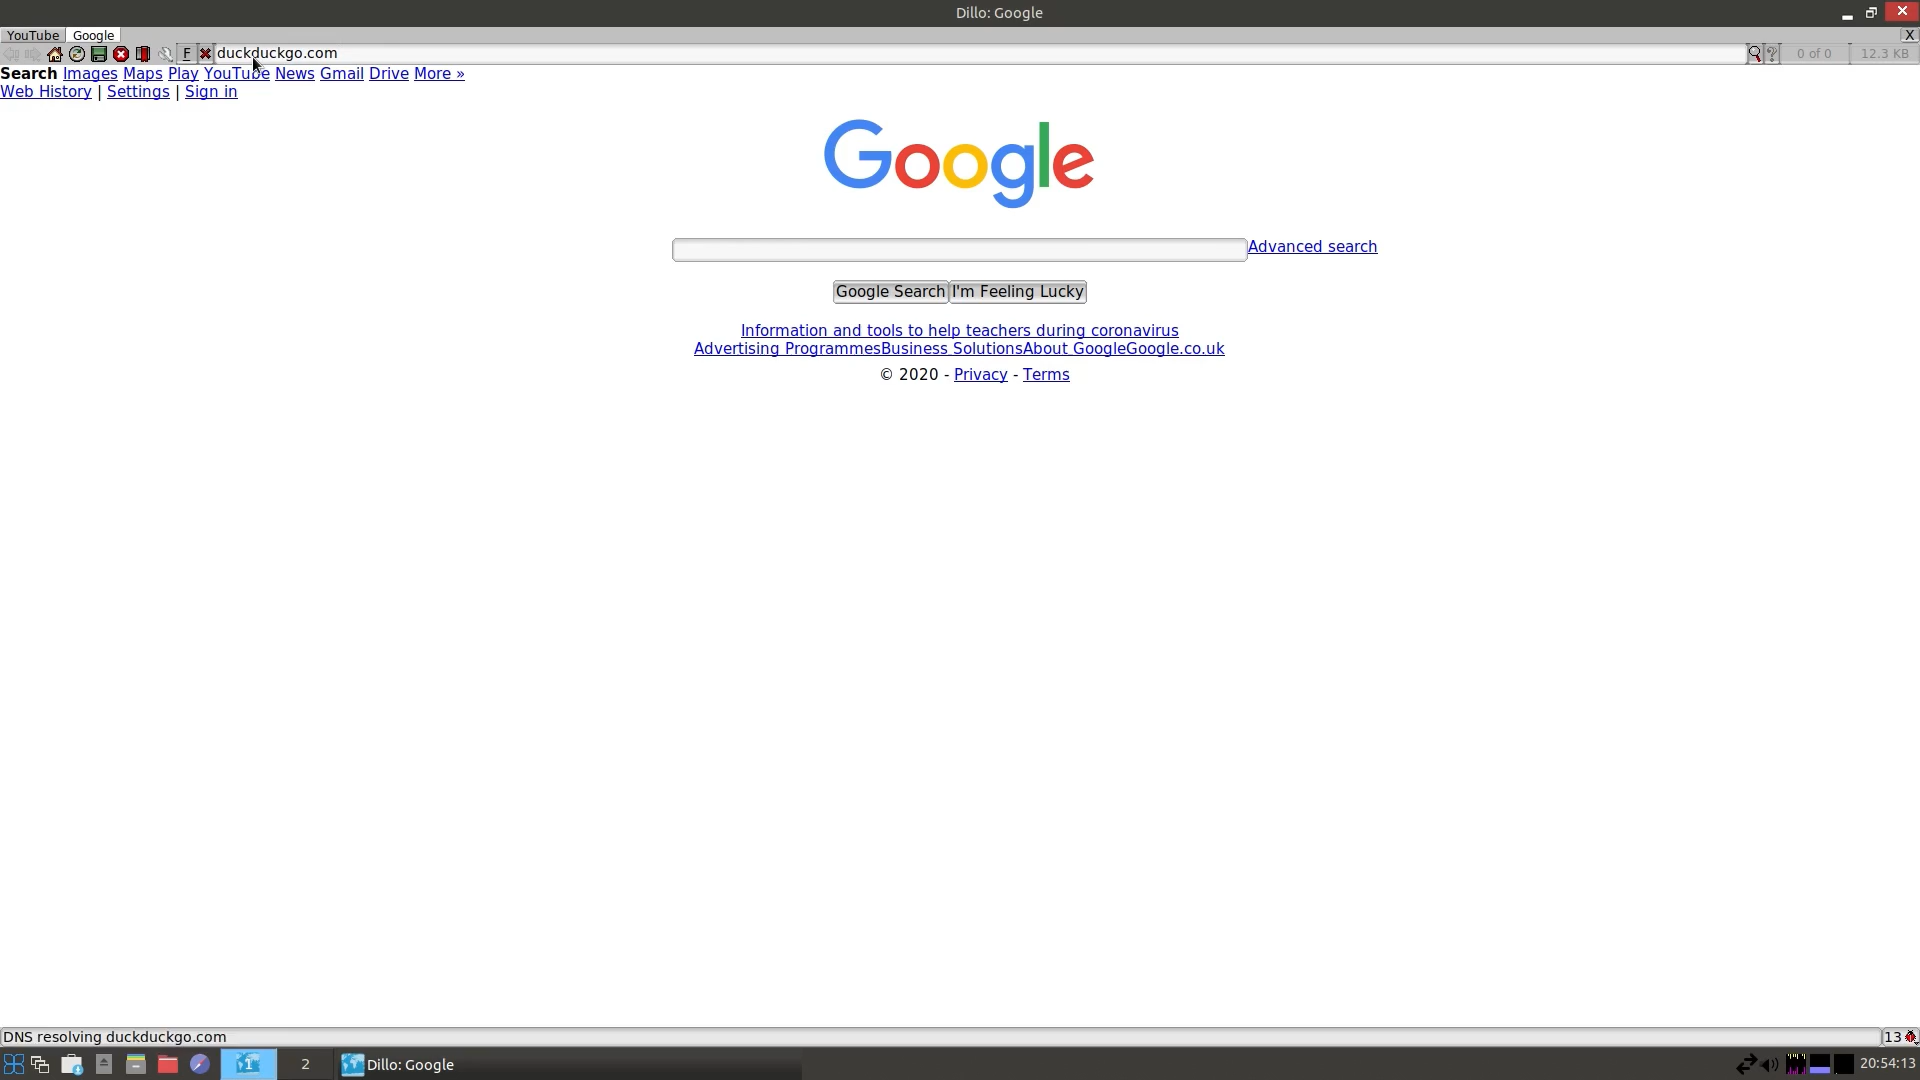 Dillo: Google
YouTube Google X
F duckduckgo.com ? 0 of 0 12.3 KB
Search Images Maps Play YouTube News Gmail Drive More »
Web History | Settings | Sign in
Google
Advanced search
Google Search I'm Feeling Lucky
Information and tools to help teachers during coronavirus
Advertising ProgrammesBusiness SolutionsAbout GoogleGoogle.co.uk
© 2020 - Privacy - Terms
DNS resolving duckduckgo.com 13
1 2 Dillo: Google 20:54:13